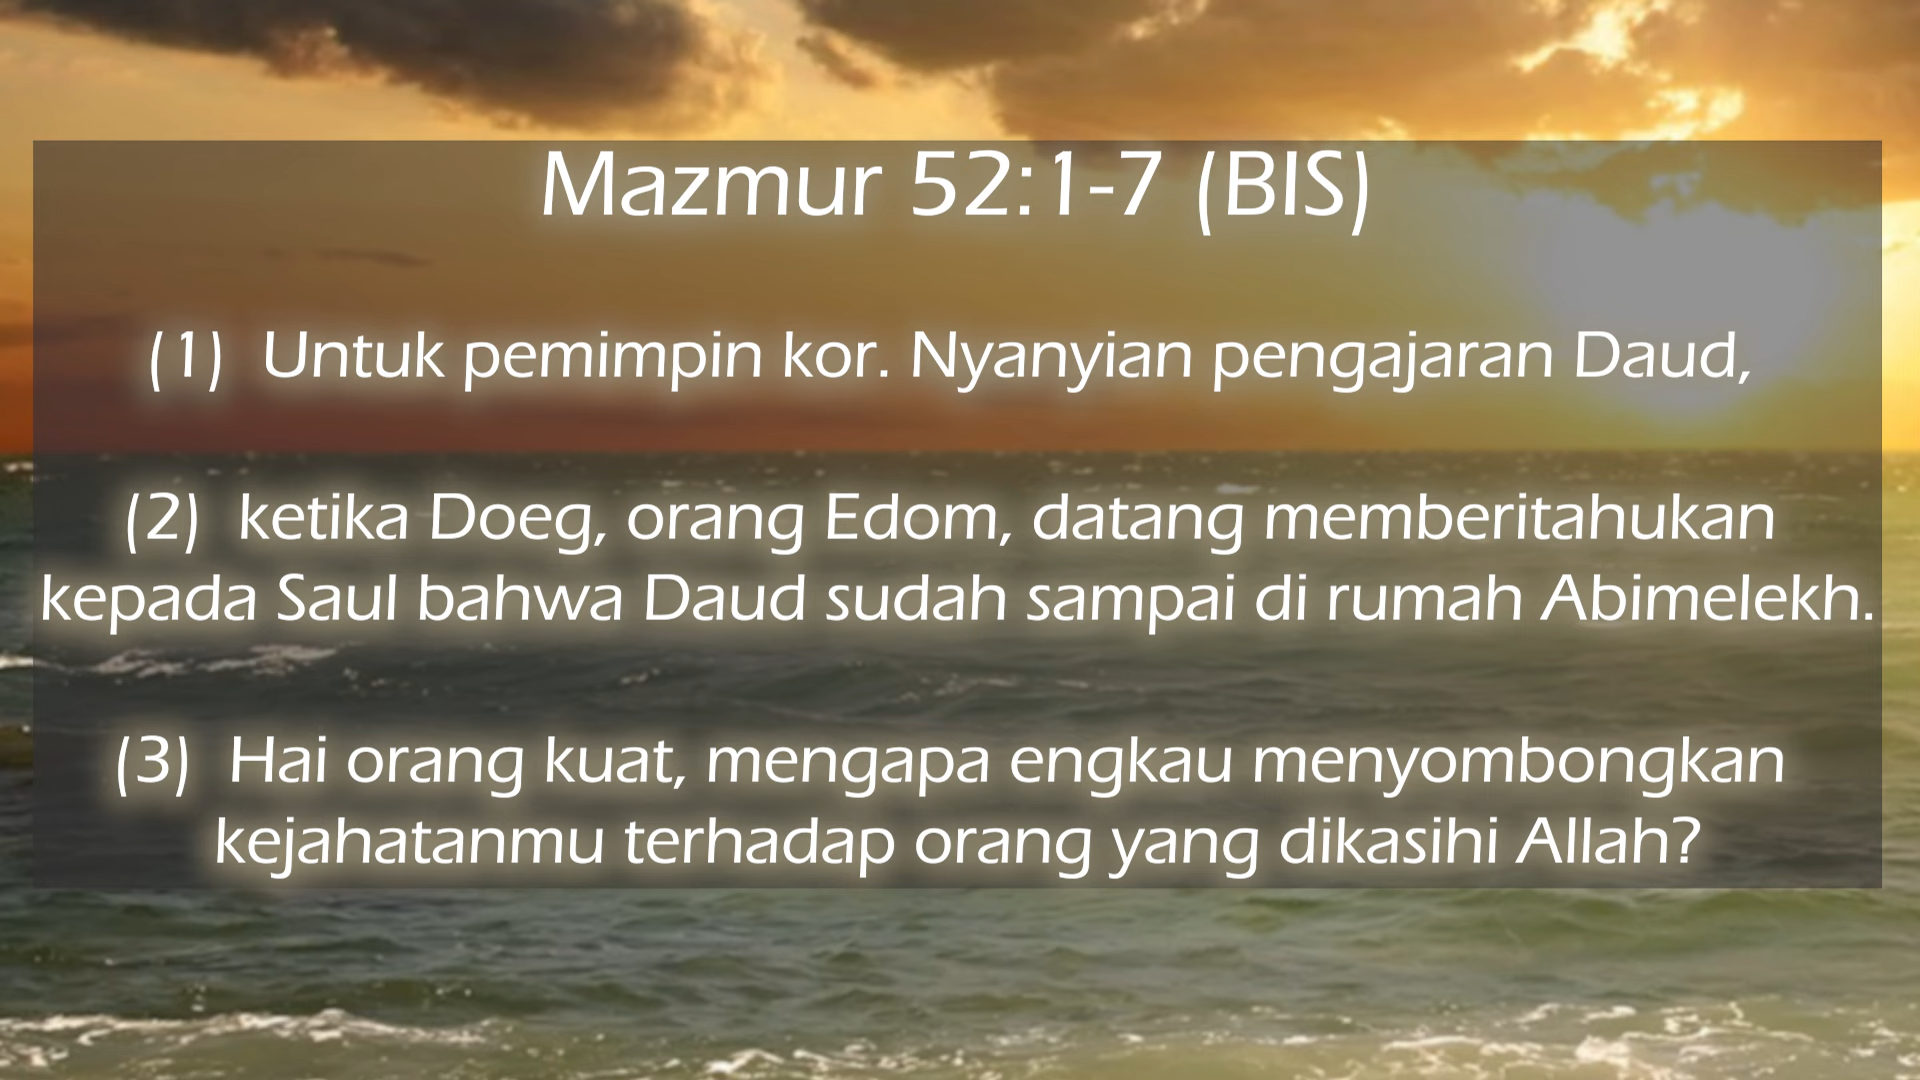 Mazmur 52:1-7 (BIS)
(1) Untuk pemimpin kor. Nyanyian pengajaran Daud,
(2) ketika Doeg, orang Edom, datang memberitahukan
kepada Saul bahwa Daud sudah sampai di rumah Abimelekh.
(3) Hai orang kuat, mengapa engkau menyombongkan
kejahatanmu terhadap orang yang dikasihi Allah?